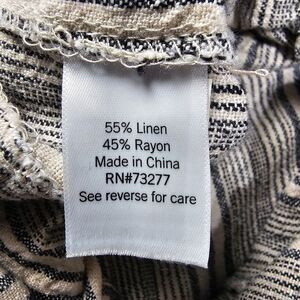 55% Linen
45% Rayon
Made in China
RN#73277
See reverse for care